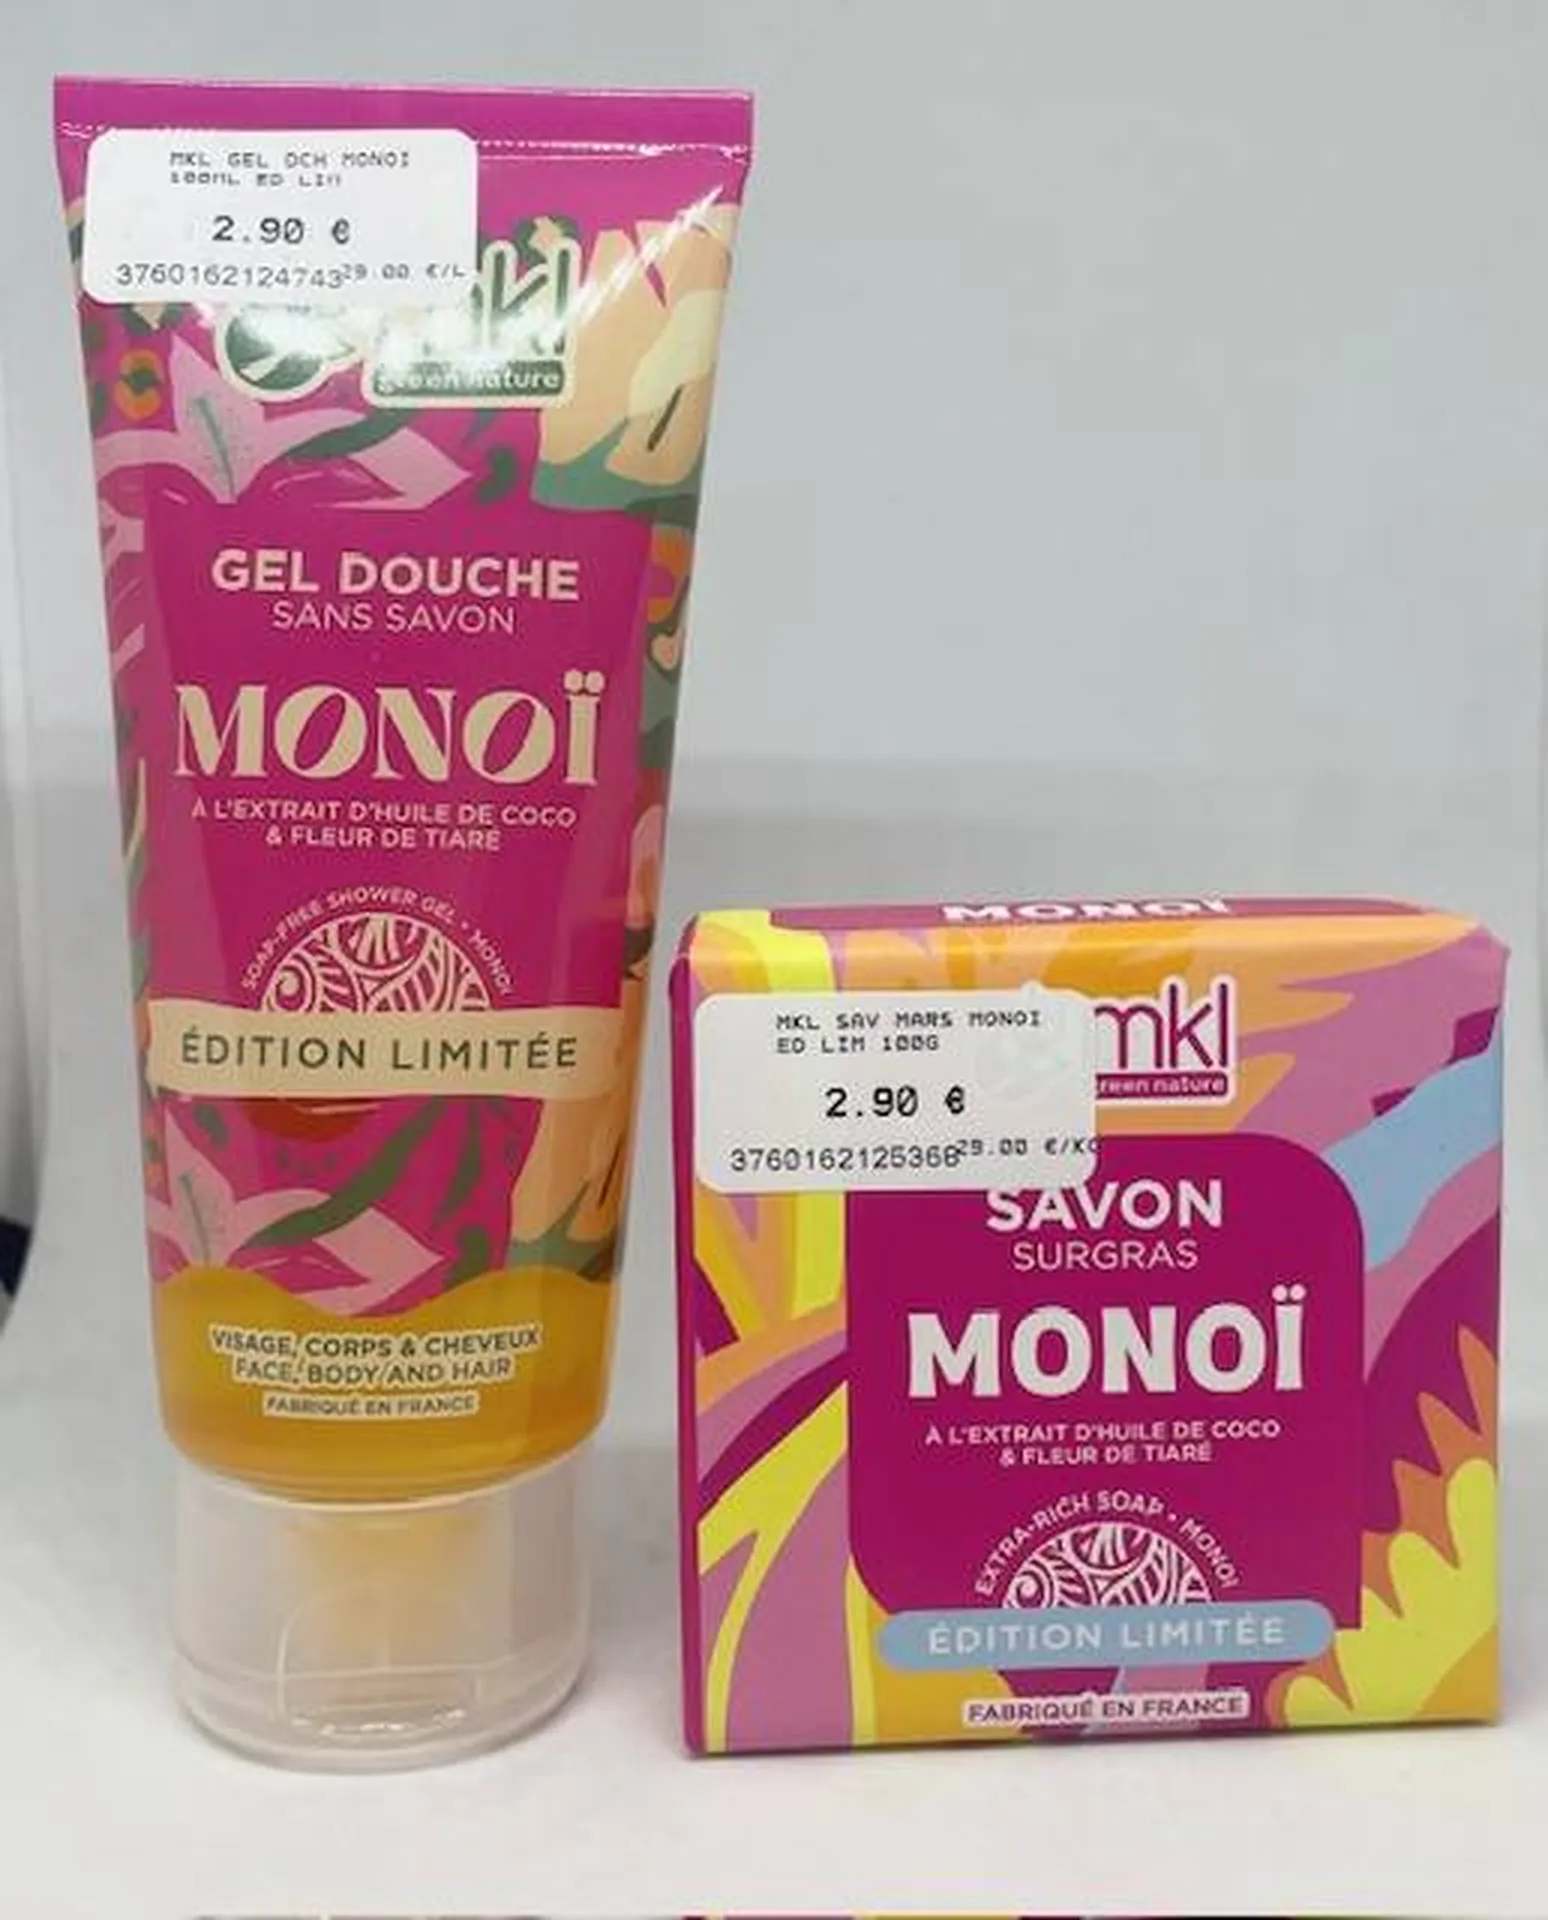 MKL GEL DCH MONOI
100ML ED LIM
2.90 €
3760162124743 29.00 €/L
mkl
green nature
GEL DOUCHE
SANS SAVON
MONOÏ
À L'EXTRAIT D'HUILE DE COCO
& FLEUR DE TIARÉ
SOAP-FREE SHOWER GEL • MONOÏ
ÉDITION LIMITÉE
VISAGE, CORPS & CHEVEUX
FACE, BODY AND HAIR
FABRIQUÉ EN FRANCE
MONOÏ
MKL SAV MARS MONOI
ED LIM 100G
2.90 €
3760162125368 29.00 €/KG
mkl
green nature
SAVON
SURGRAS
MONOÏ
À L'EXTRAIT D'HUILE DE COCO
& FLEUR DE TIARÉ
EXTRA-RICH SOAP • MONOÏ
ÉDITION LIMITÉE
FABRIQUÉ EN FRANCE